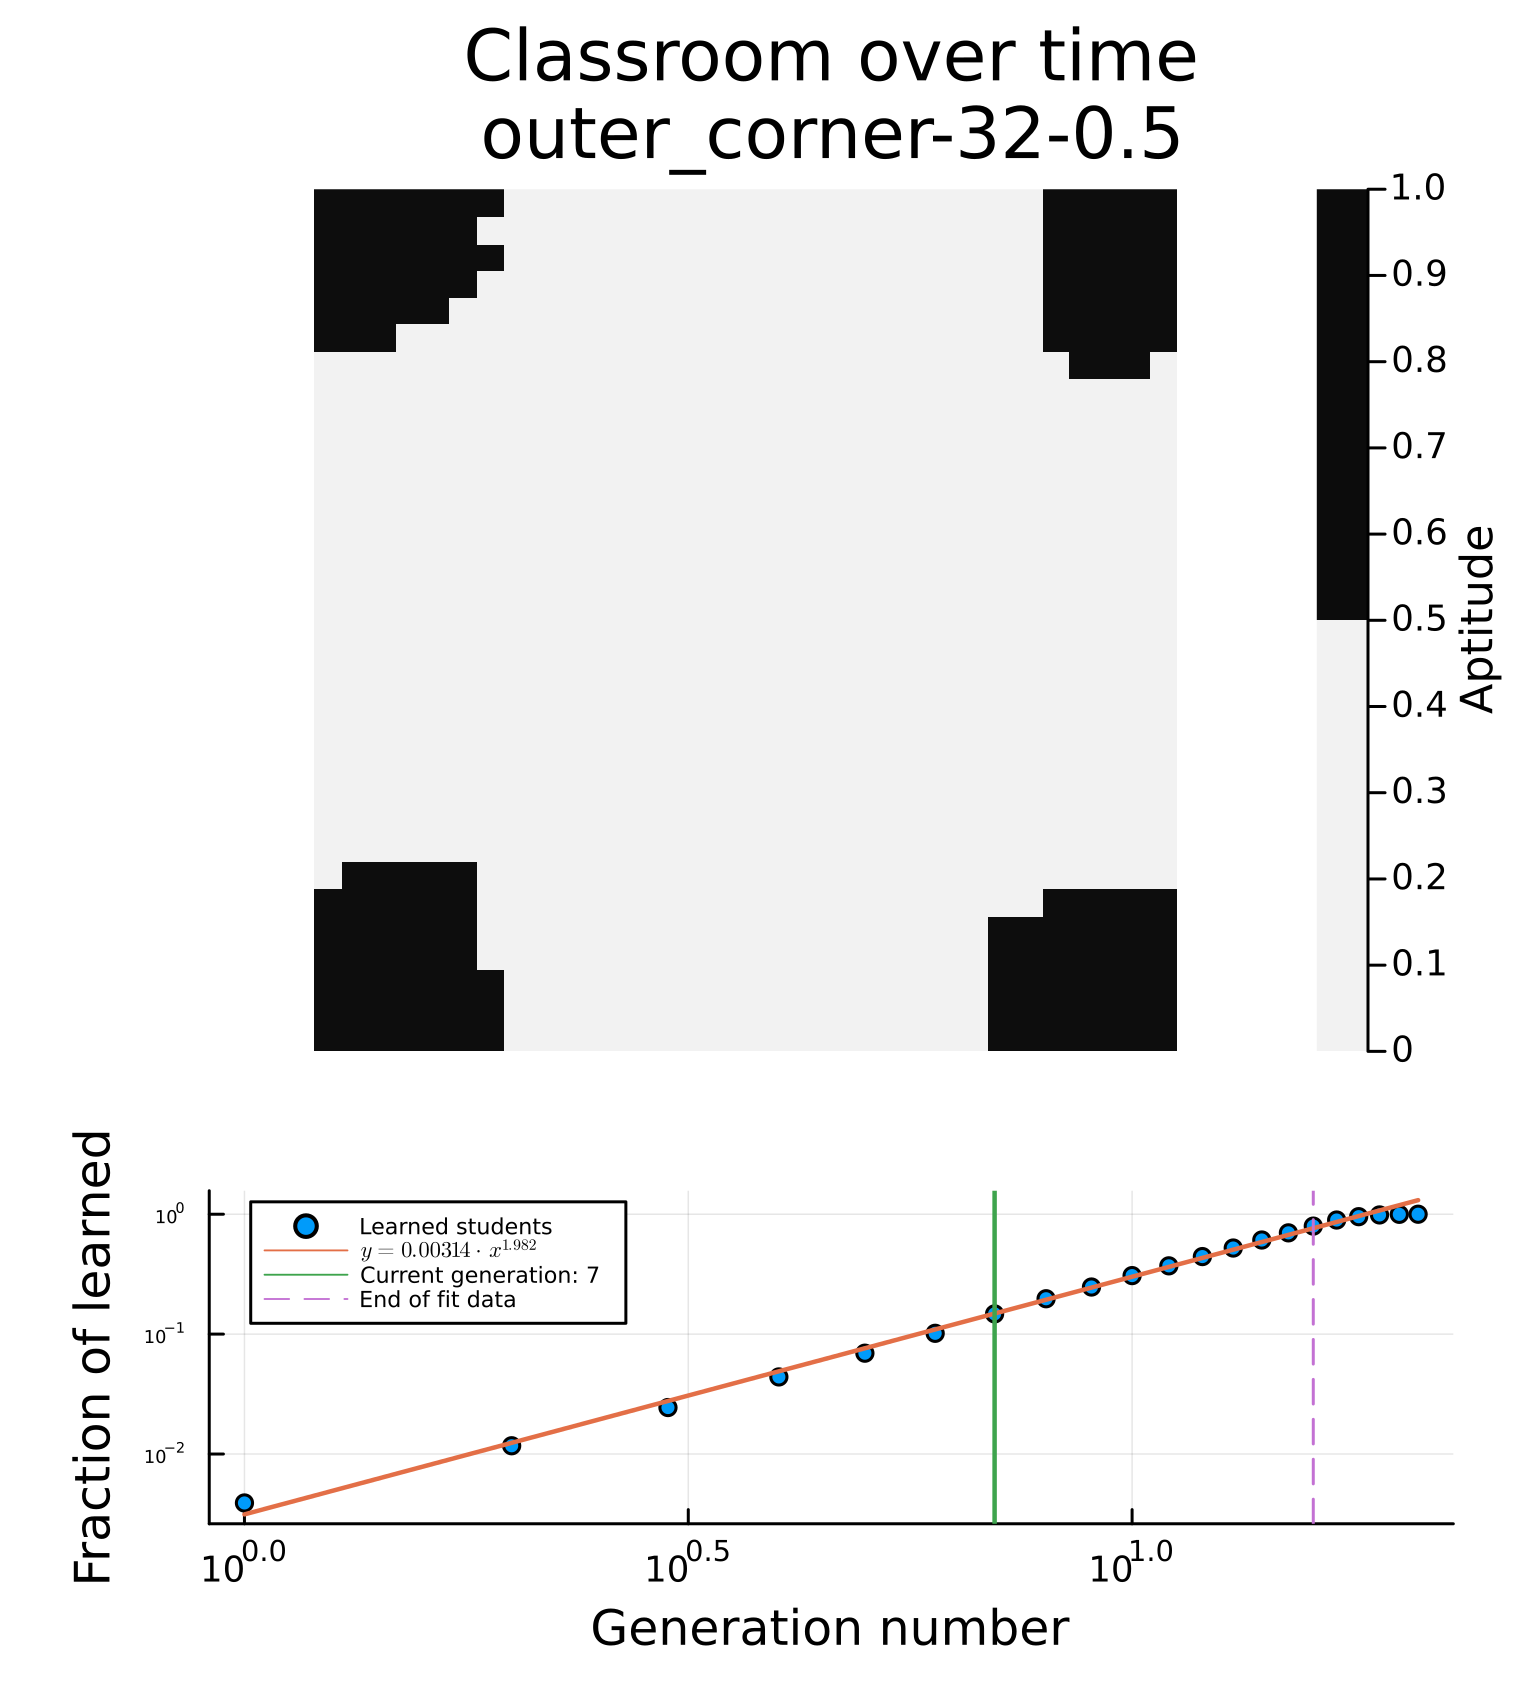 Classroom over time
outer_corner-32-0.5
1.0
0.9
0.8
0.7
0.6
0.5
0.4
0.3
0.2
0.1
0
Aptitude
Fraction of learned
10^0
10^-1
10^-2
Learned students
y = 0.00314 · x^1.982
Current generation: 7
End of fit data
10^0.0 10^0.5 10^1.0
Generation number